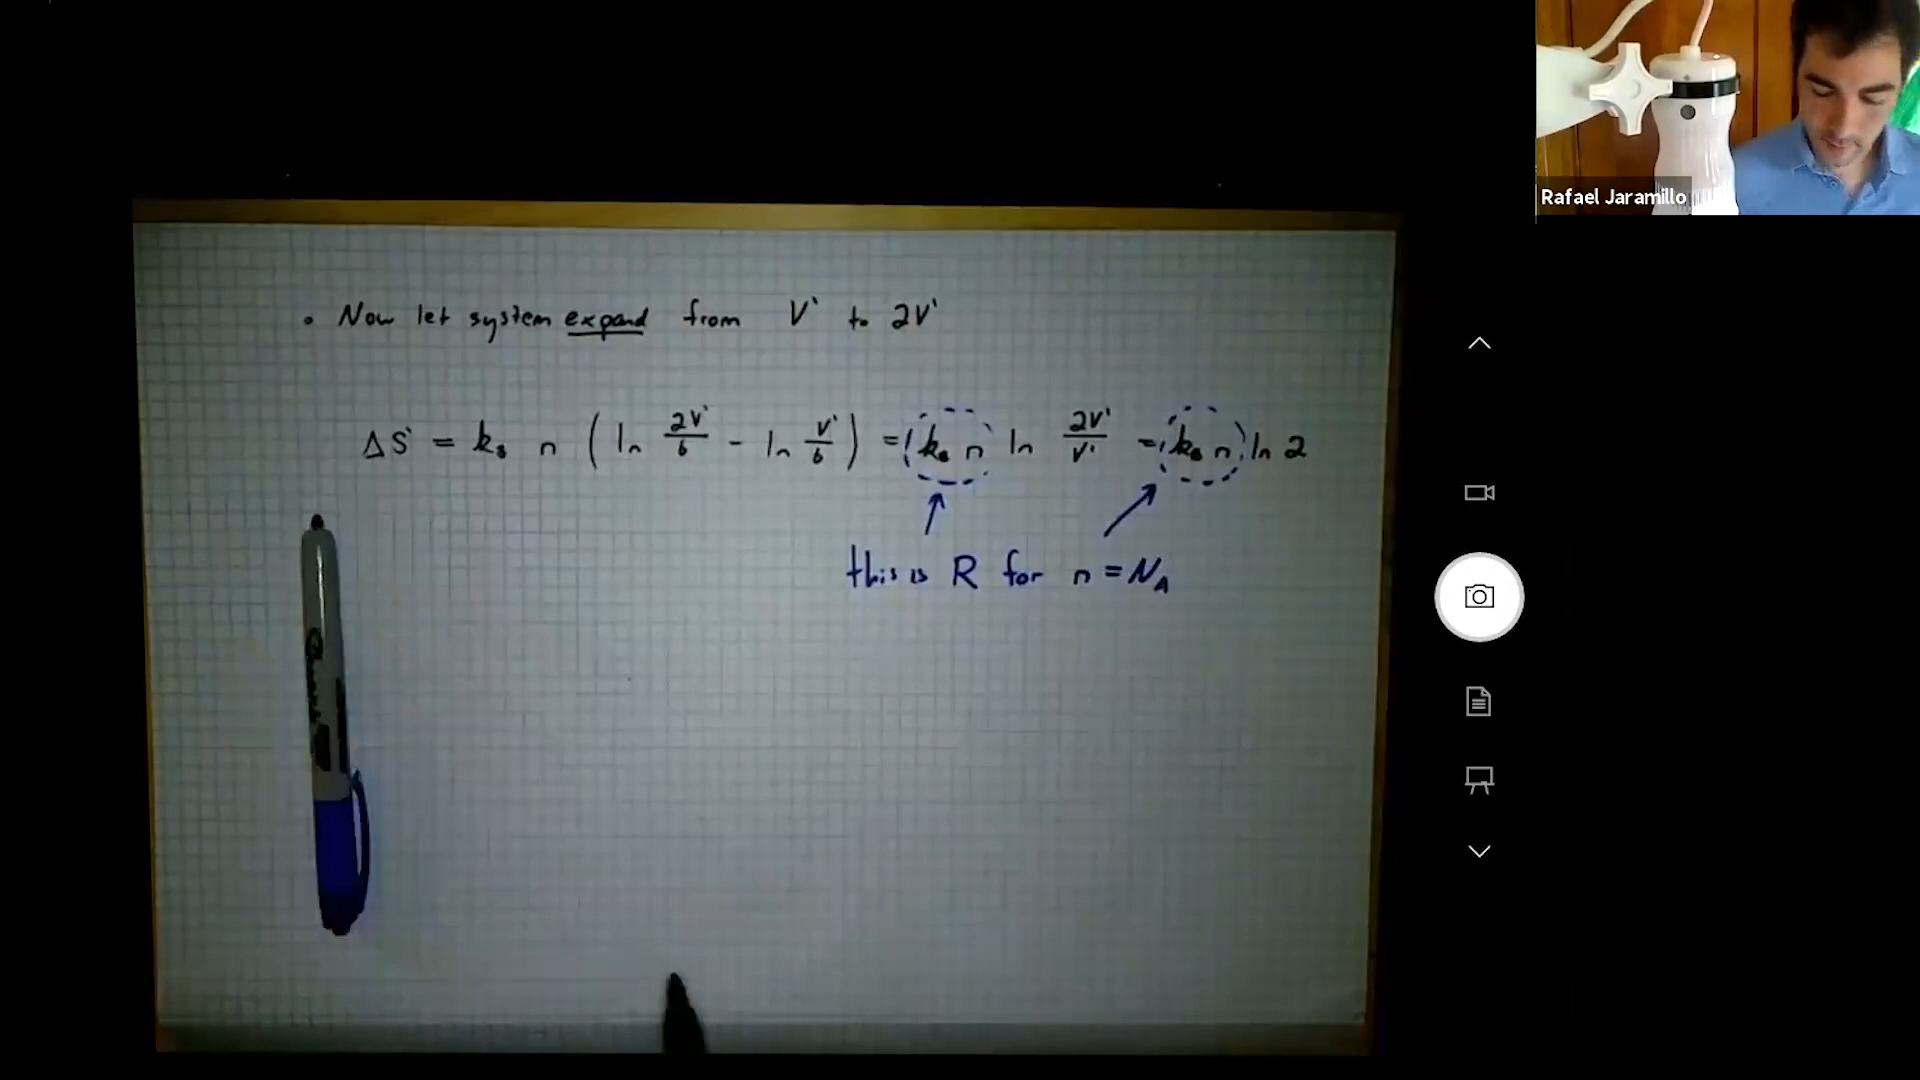 Rafael Jaramillo
• Now let system expand from V' to 2V'
ΔS' = k_B n ( ln 2V'/b - ln V'/b ) = (k_B n) ln 2V'/V' = (k_B n) ln 2
this is R for n = N_A